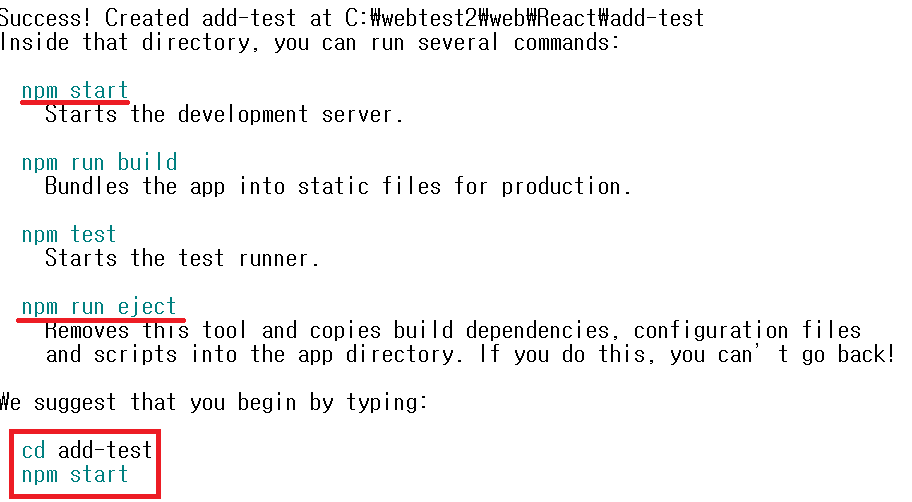 Success! Created add-test at C:₩webtest2₩web₩React₩add-test
Inside that directory, you can run several commands:
npm start
Starts the development server.
npm run build
Bundles the app into static files for production.
npm test
Starts the test runner.
npm run eject
Removes this tool and copies build dependencies, configuration files
and scripts into the app directory. If you do this, you can’t go back!
We suggest that you begin by typing:
cd add-test
npm start